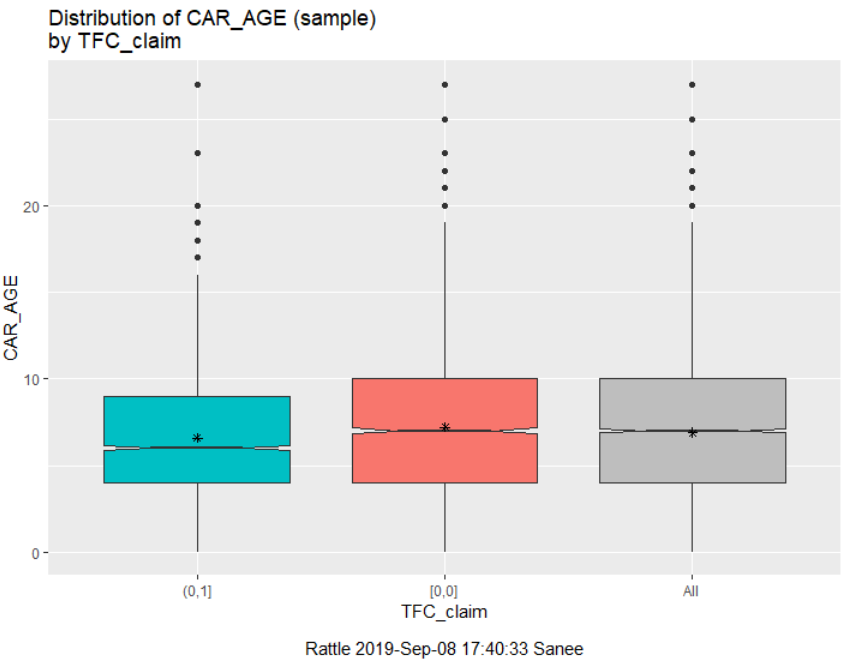 Distribution of CAR_AGE (sample)
by TFC_claim
CAR_AGE
20
10
0
(0,1]
[0,0]
All
TFC_claim
Rattle 2019-Sep-08 17:40:33 Sanee